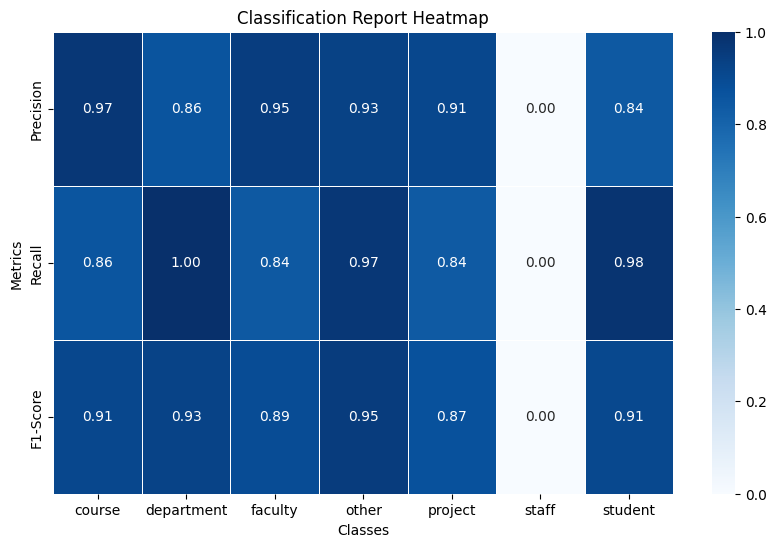 Classification Report Heatmap
Metrics
Precision 0.97 0.86 0.95 0.93 0.91 0.00 0.84
Recall 0.86 1.00 0.84 0.97 0.84 0.00 0.98
F1-Score 0.91 0.93 0.89 0.95 0.87 0.00 0.91
course department faculty other project staff student
Classes
1.0
0.8
0.6
0.4
0.2
0.0